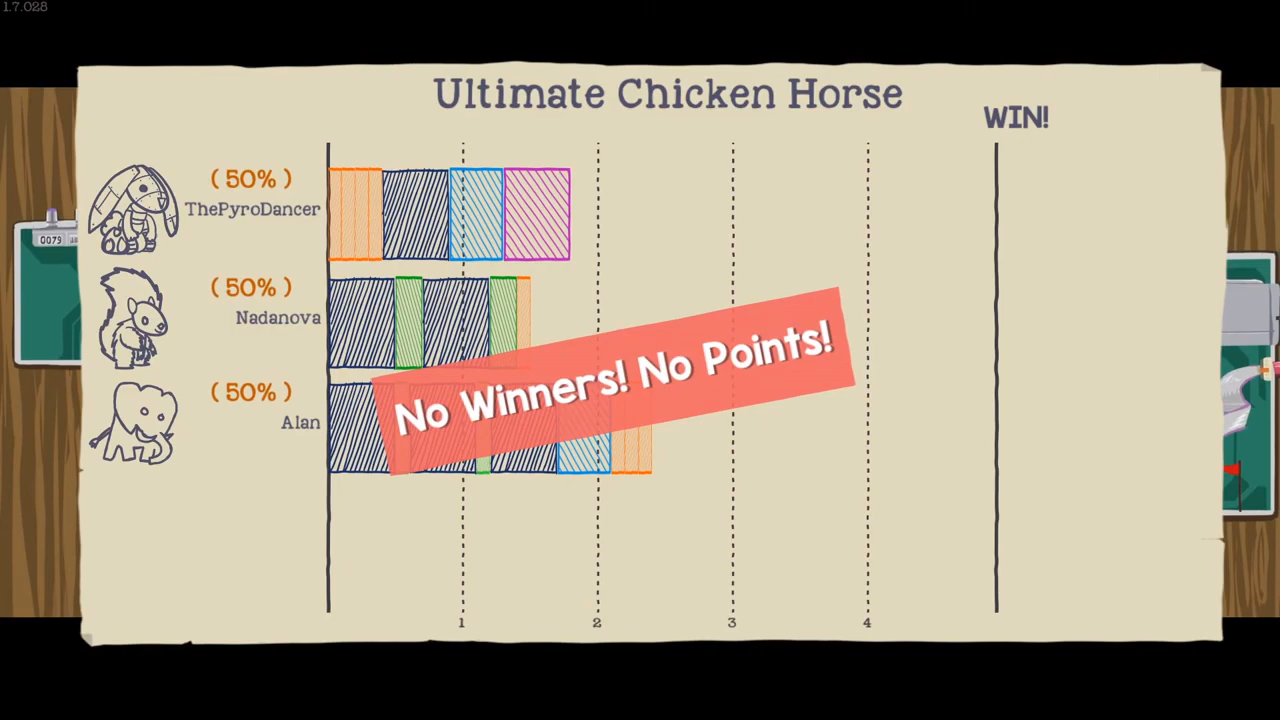 1.7.028
Ultimate Chicken Horse
WIN!
( 50% )
ThePyroDancer
0079
( 50% )
Nadanova
No Winners! No Points!
( 50% )
Alan
1 2 3 4